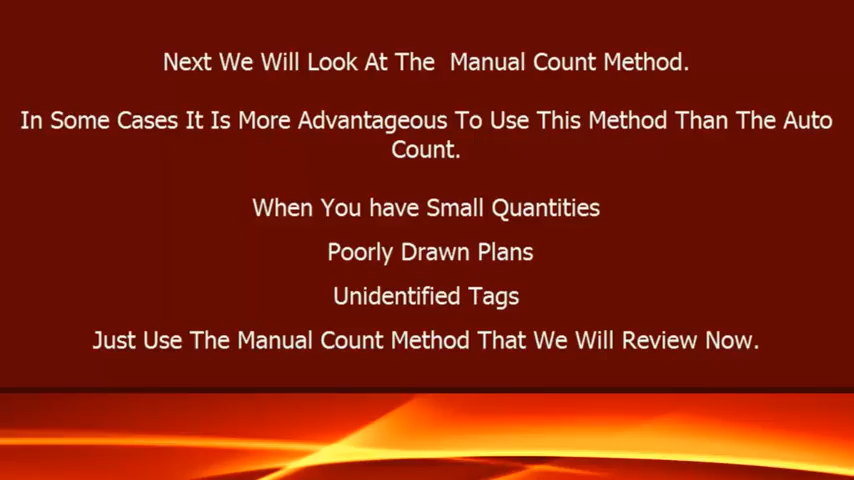 Next We Will Look At The  Manual Count Method.
In Some Cases It Is More Advantageous To Use This Method Than The Auto
Count.
When You have Small Quantities
Poorly Drawn Plans
Unidentified Tags
Just Use The Manual Count Method That We Will Review Now.